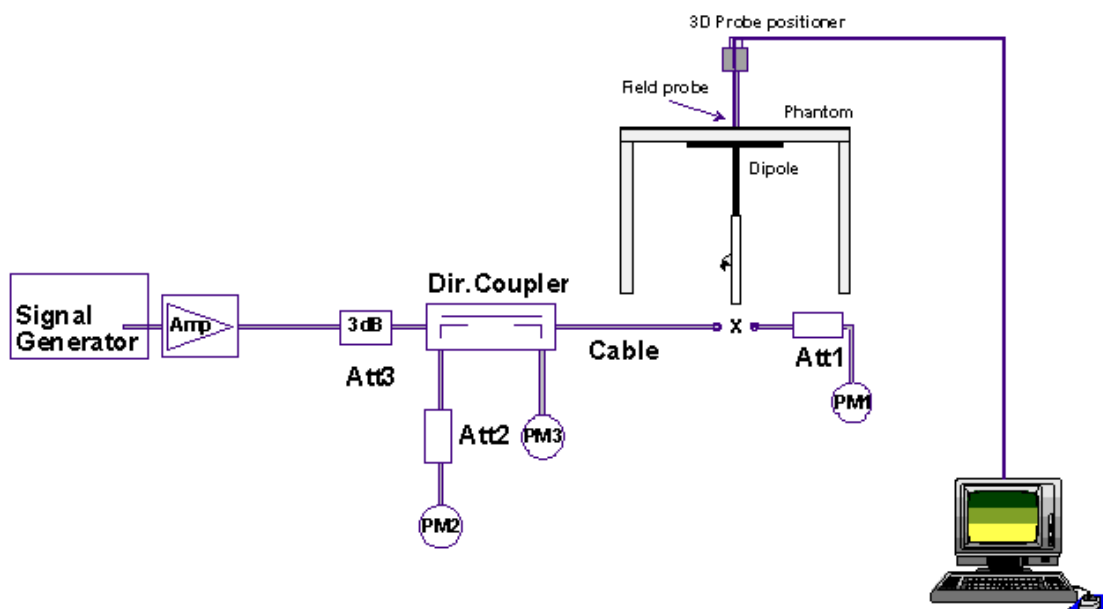 3D Probe positioner
Field probe
Phantom
Dipole
Dir.Coupler
Signal
Generator
Amp
3dB
X
Cable
Att1
Att3
PM1
Att2
PM3
PM2